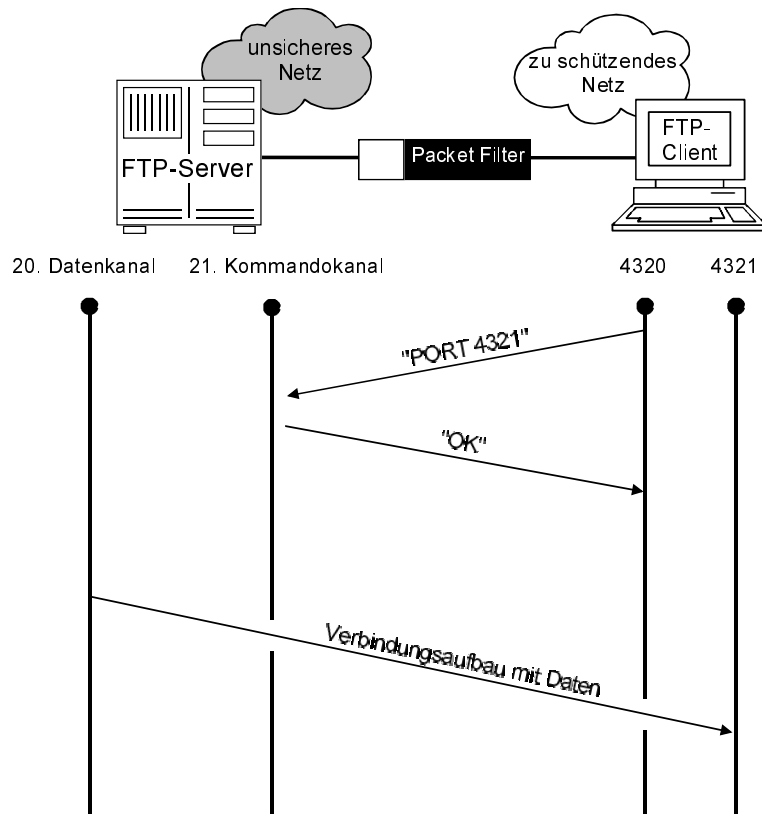 unsicheres
Netz
zu schützendes
Netz
FTP-Server
Packet Filter
FTP-
Client
20. Datenkanal
21. Kommandokanal
4320
4321
"PORT 4321"
"OK"
Verbindungsaufbau mit Daten